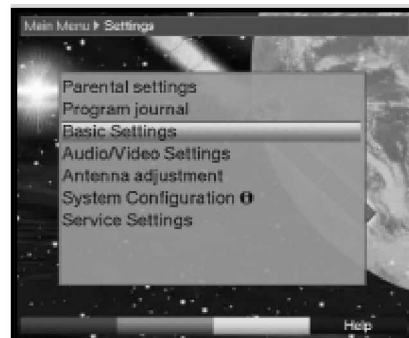 Main Menu Settings
Parental settings
Program journal
Basic Settings
Audio/Video Settings
Antenna adjustment
System Configuration
Service Settings
Help